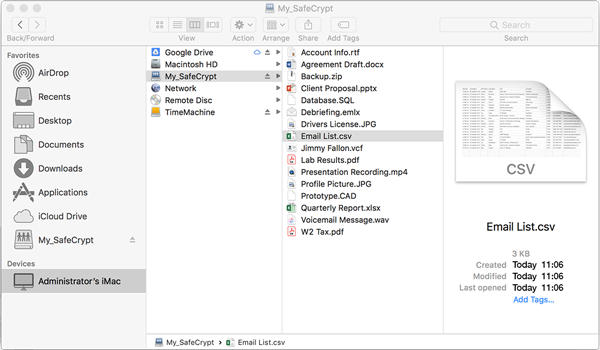 My_SafeCrypt
Back/Forward
View
Action
Arrange
Share
Add Tags
Search
Search
Favorites
AirDrop
Recents
Desktop
Documents
Downloads
Applications
iCloud Drive
My_SafeCrypt
Devices
Administrator's iMac
Google Drive
Macintosh HD
My_SafeCrypt
Network
Remote Disc
TimeMachine
Account Info.rtf
Agreement Draft.docx
Backup.zip
Client Proposal.pptx
Database.SQL
Debriefing.emlx
Drivers License.JPG
Email List.csv
Jimmy Fallon.vcf
Lab Results.pdf
Presentation Recording.mp4
Profile Picture.JPG
Prototype.CAD
Quarterly Report.xlsx
Voicemail Message.wav
W2 Tax.pdf
CSV
Email List.csv
3 KB
Created Today 11:06
Modified Today 11:06
Last opened Today 11:06
Add Tags...
My_SafeCrypt › Email List.csv